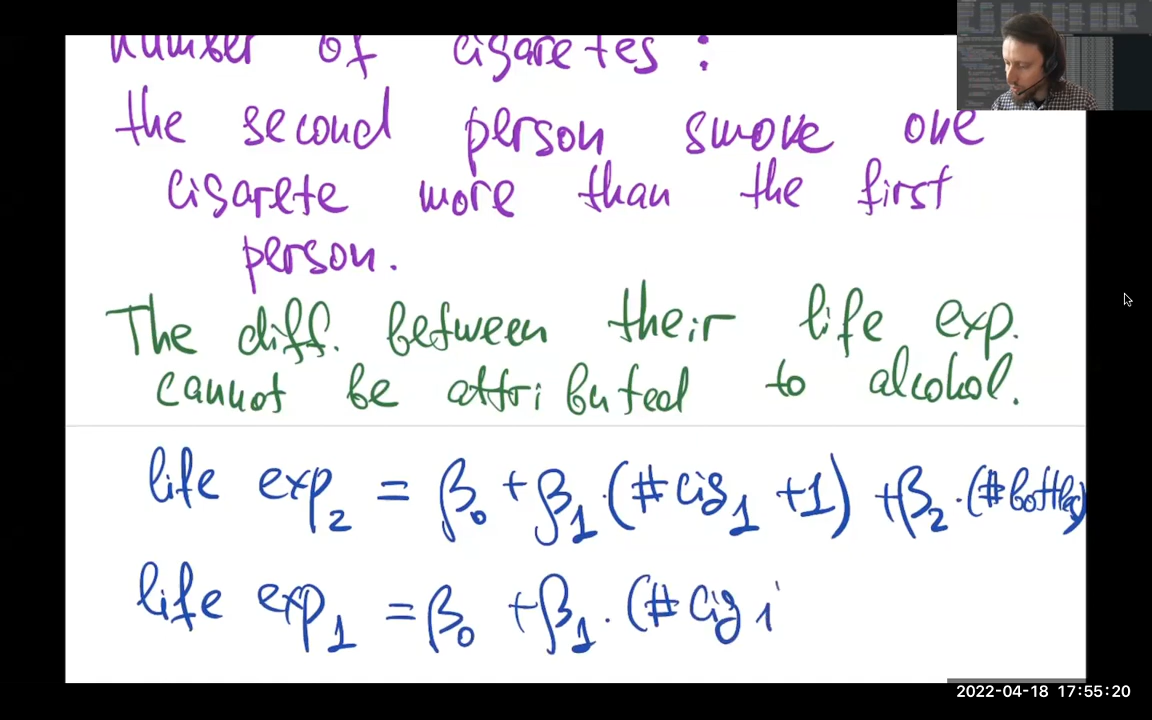 number of cigaretes :
the second person smoke one
cigarete more than the first
person.
The diff. between their life exp.
cannot be attributed to alcohol.
life exp₂ = β₀ + β₁ · (# cig₁ + 1) + β₂ · (# bottles)
life exp₁ = β₀ + β₁ · (# cig 1
2022-04-18 17:55:20